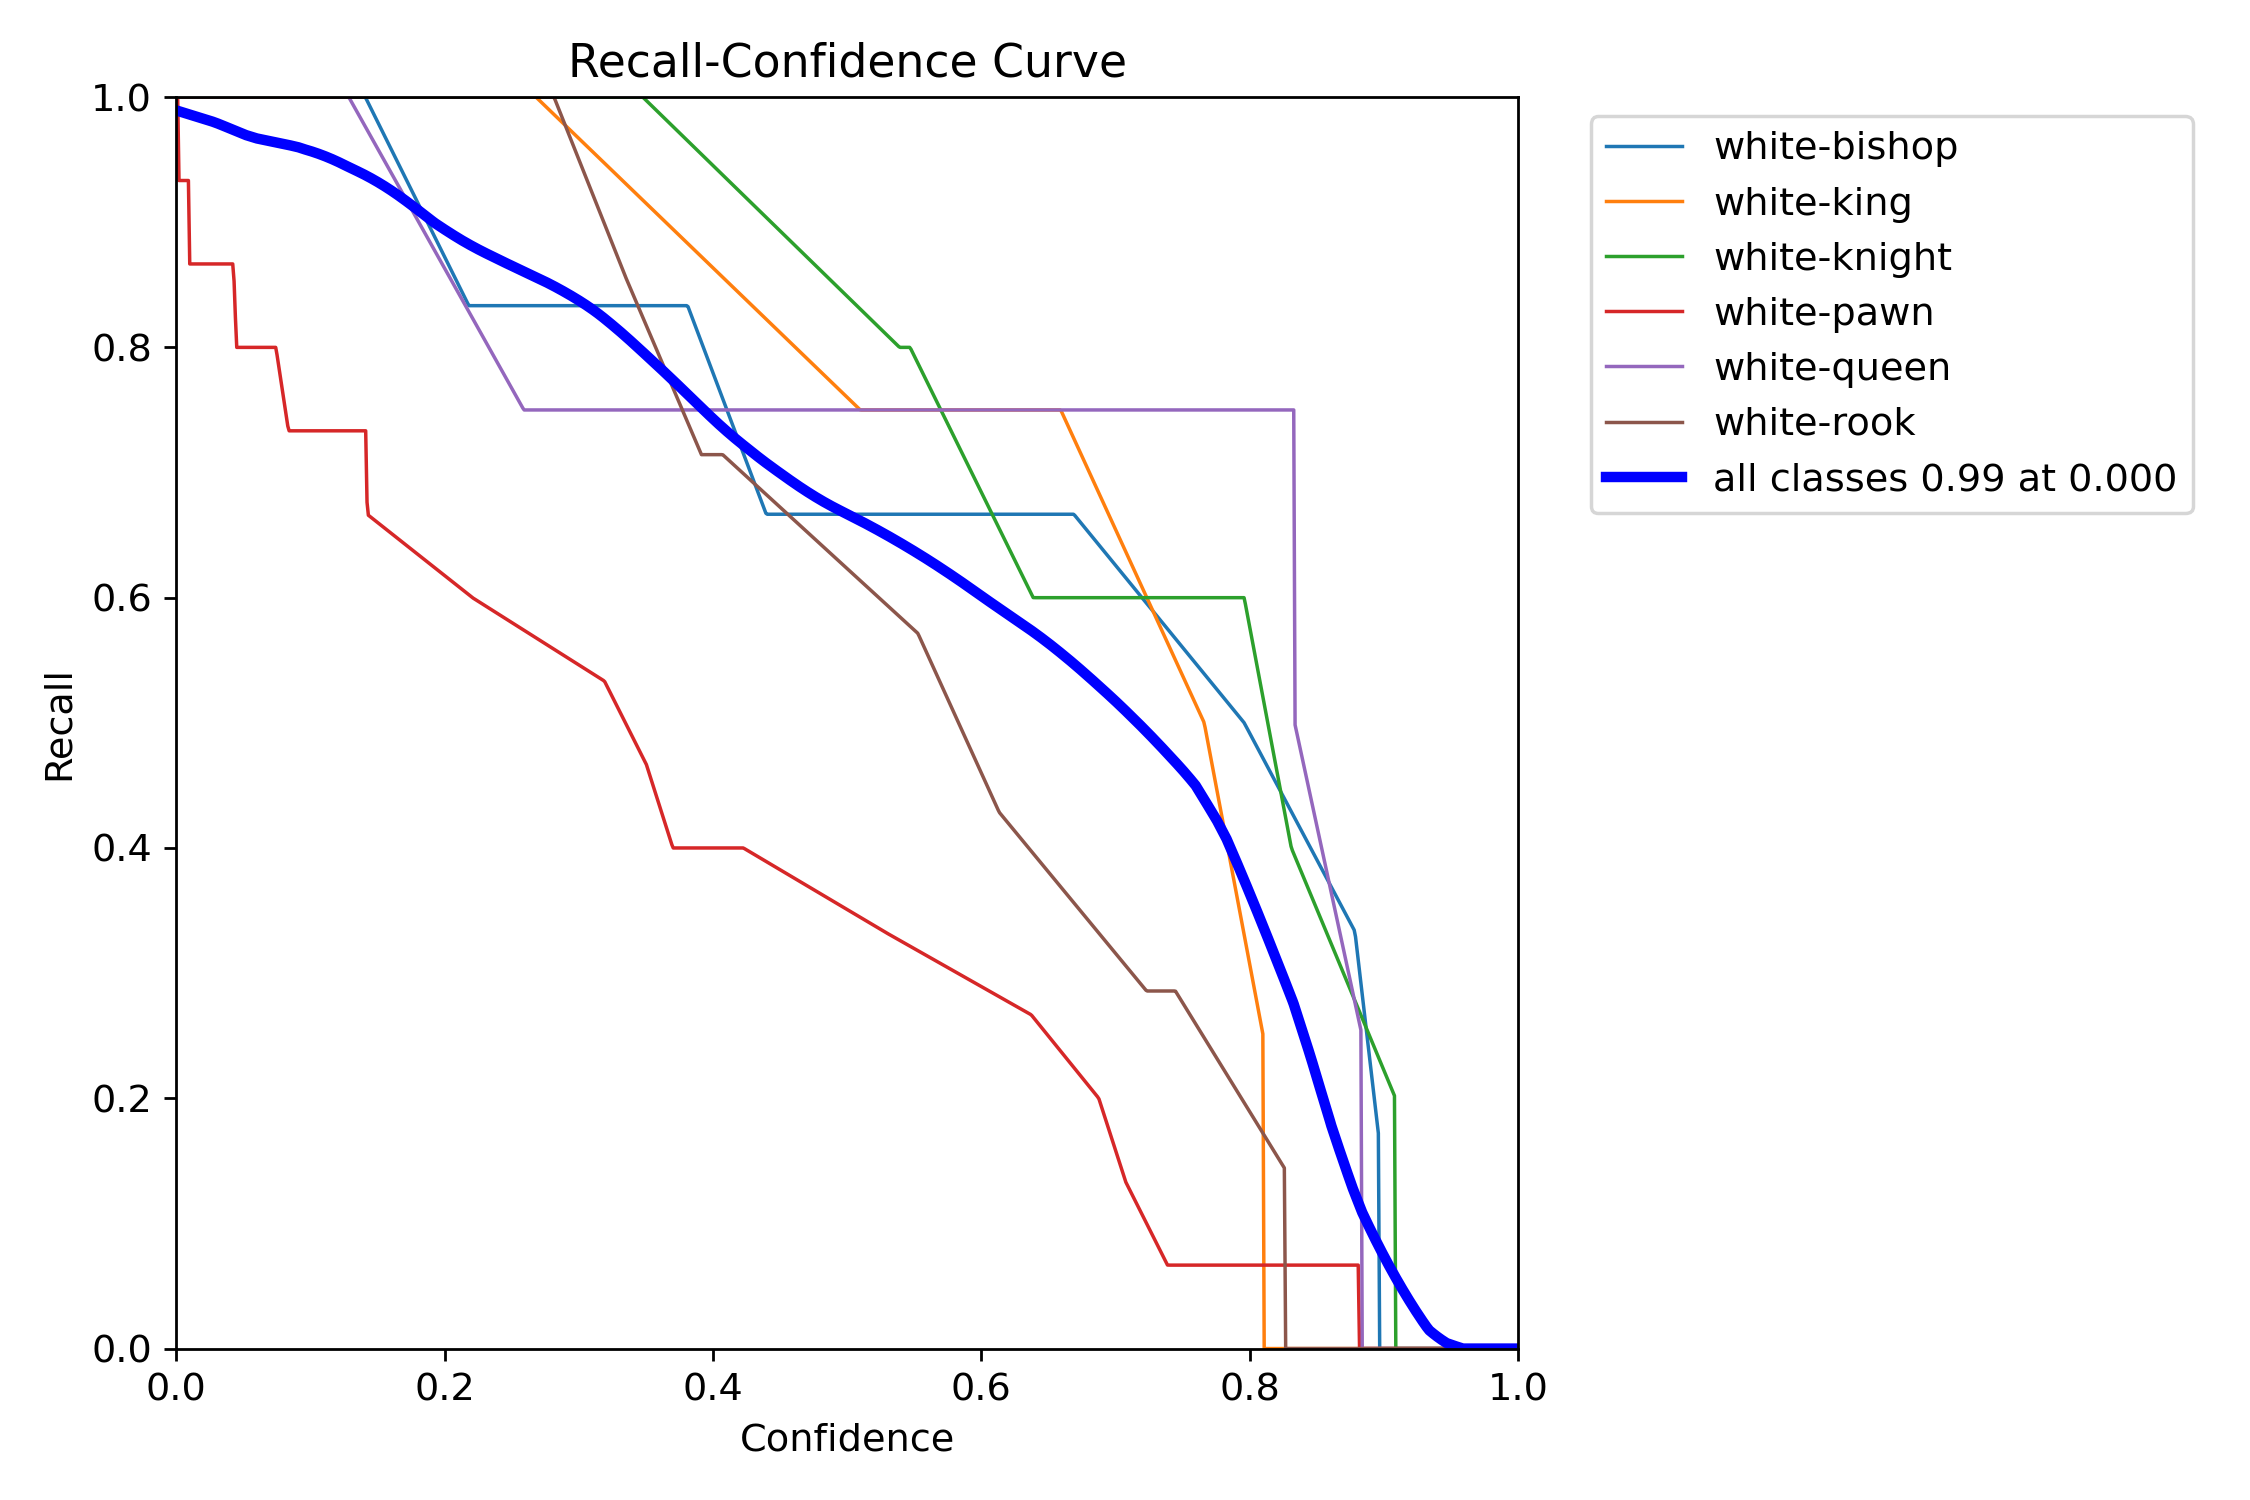 Recall-Confidence Curve
1.0
0.8
0.6
0.4
0.2
0.0
Recall
0.0 0.2 0.4 0.6 0.8 1.0
Confidence
white-bishop
white-king
white-knight
white-pawn
white-queen
white-rook
all classes 0.99 at 0.000